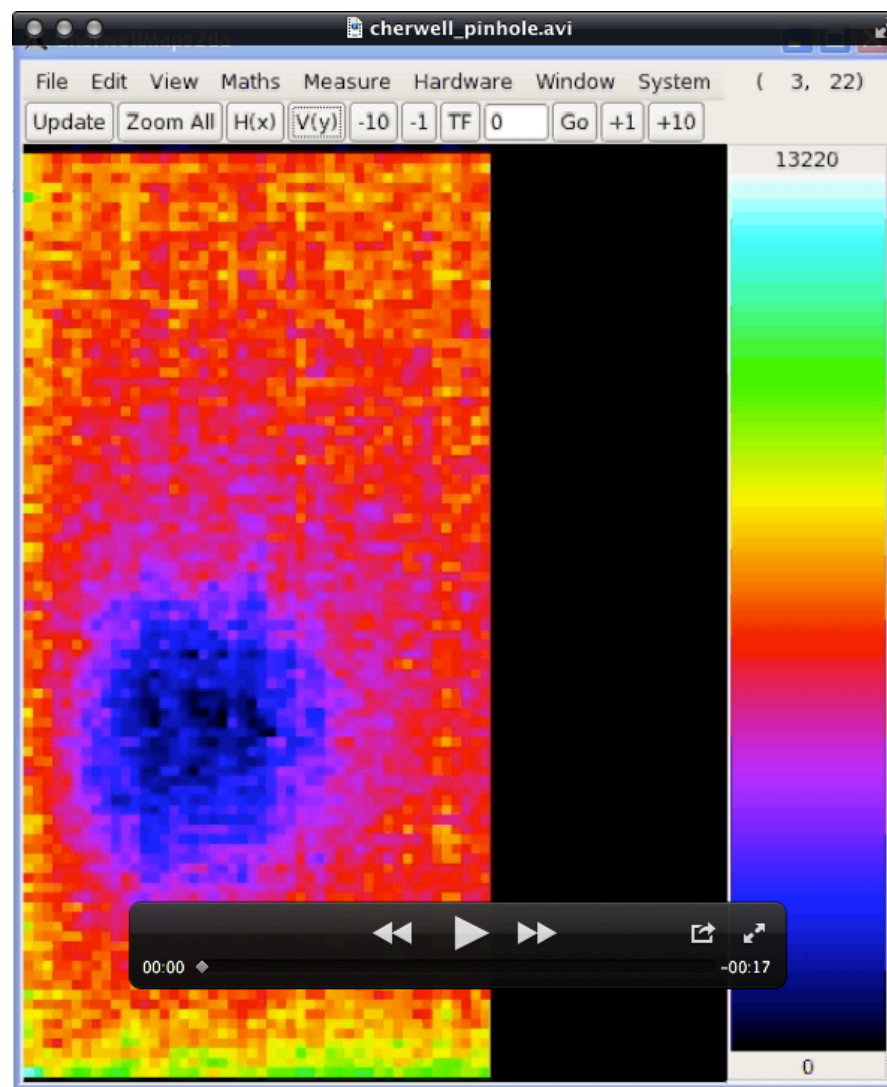 cherwell_pinhole.avi
CherwellMaps2de
File Edit View Maths Measure Hardware Window System ( 3, 22)
Update Zoom All H(x) V(y) -10 -1 TF 0 Go +1 +10
13220
00:00 -00:17
0